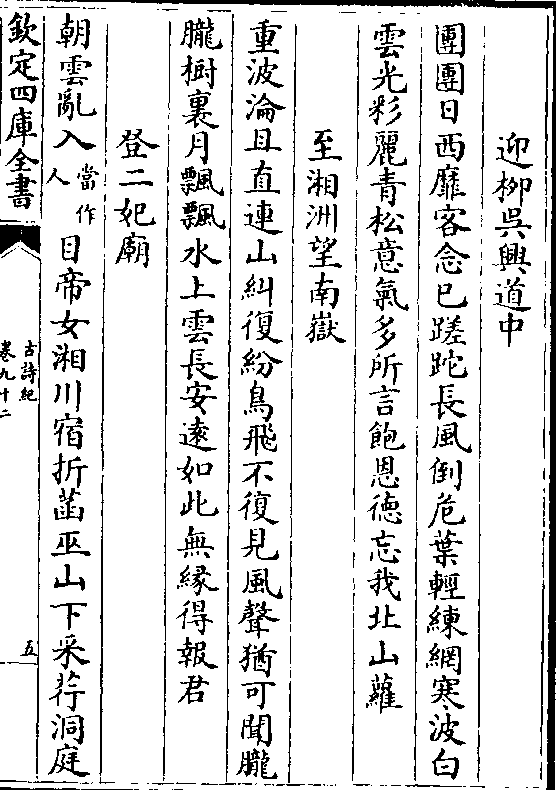 迎柳吳興道中
團團日西靡客念已蹉跎長風倒危葉輕練網寒波白
雲光彩麗青松意氣多所言飽恩德忘我北山蘿
至湘洲望南嶽
重波淪且直連山糾復紛鳥飛不復見風聲猶可聞朧
朧樹裏月飄飄水上雲長安遠如此無緣得報君
登二妃廟
朝雲亂人當作入目帝女湘川宿折菡巫山下采荇洞庭
欽定四庫全書
古詩紀
卷九十二
五